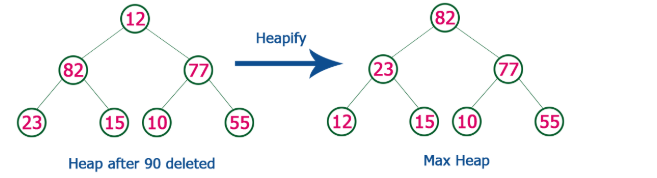 12
82 77
23 15 10 55
Heap after 90 deleted
Heapify
82
23 77
12 15 10 55
Max Heap